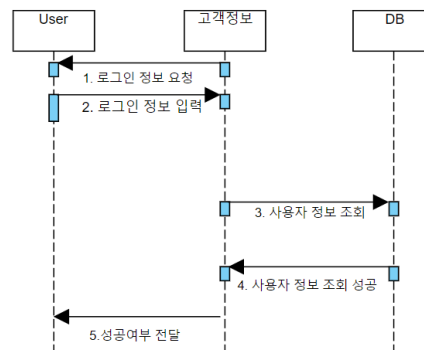 User 고객정보 DB
1. 로그인 정보 요청
2. 로그인 정보 입력
3. 사용자 정보 조회
4. 사용자 정보 조회 성공
5.성공여부 전달